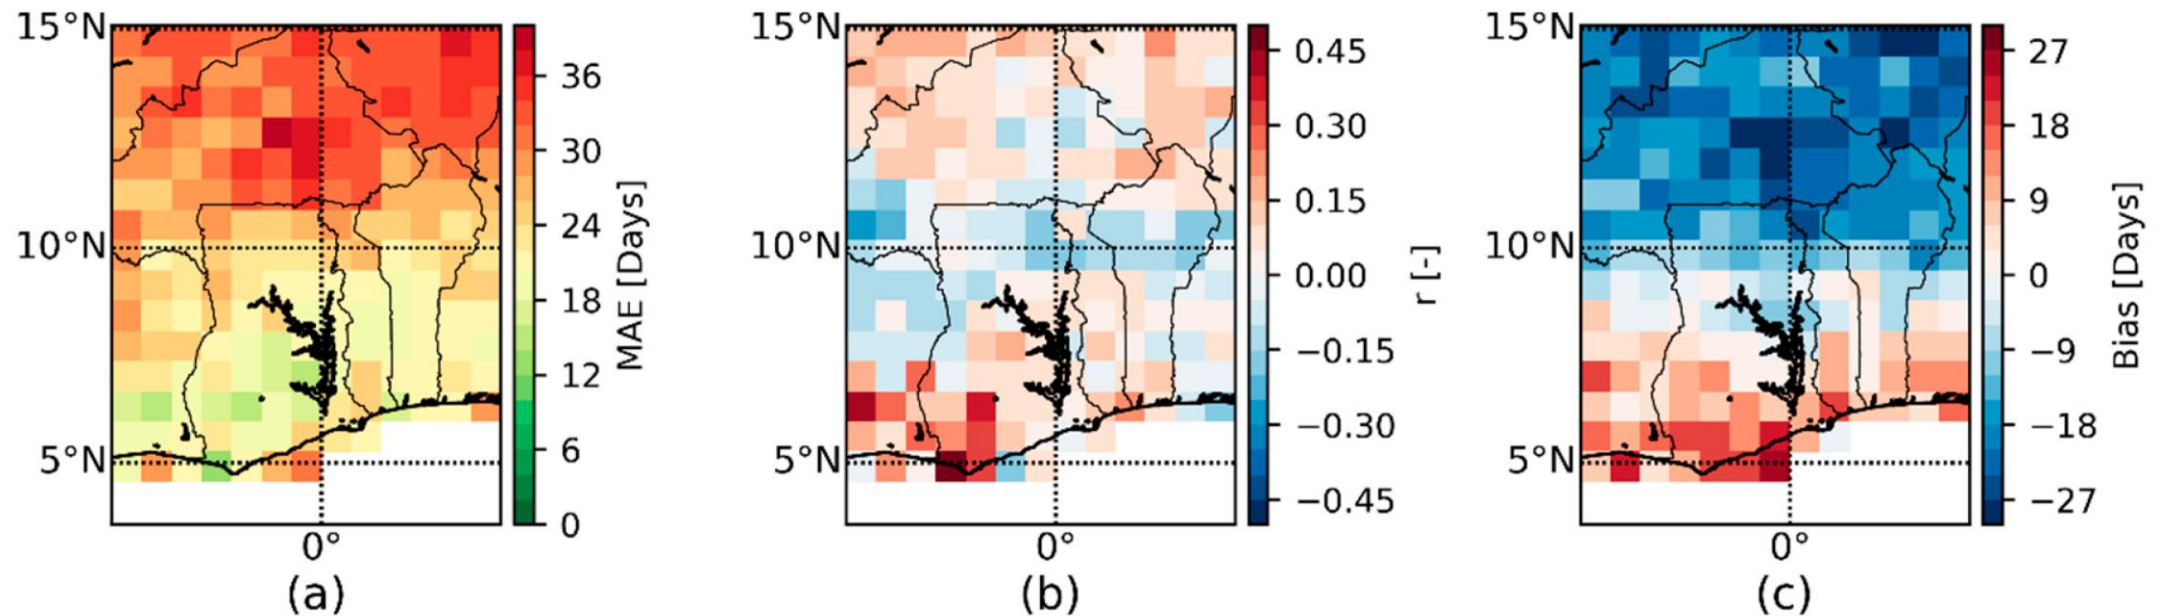 15°N
10°N
5°N
0°
36
30
24
18
12
6
0
MAE [Days]
(a)
15°N
10°N
5°N
0°
0.45
0.30
0.15
0.00
−0.15
−0.30
−0.45
r [-]
(b)
15°N
10°N
5°N
0°
27
18
9
0
−9
−18
−27
Bias [Days]
(c)